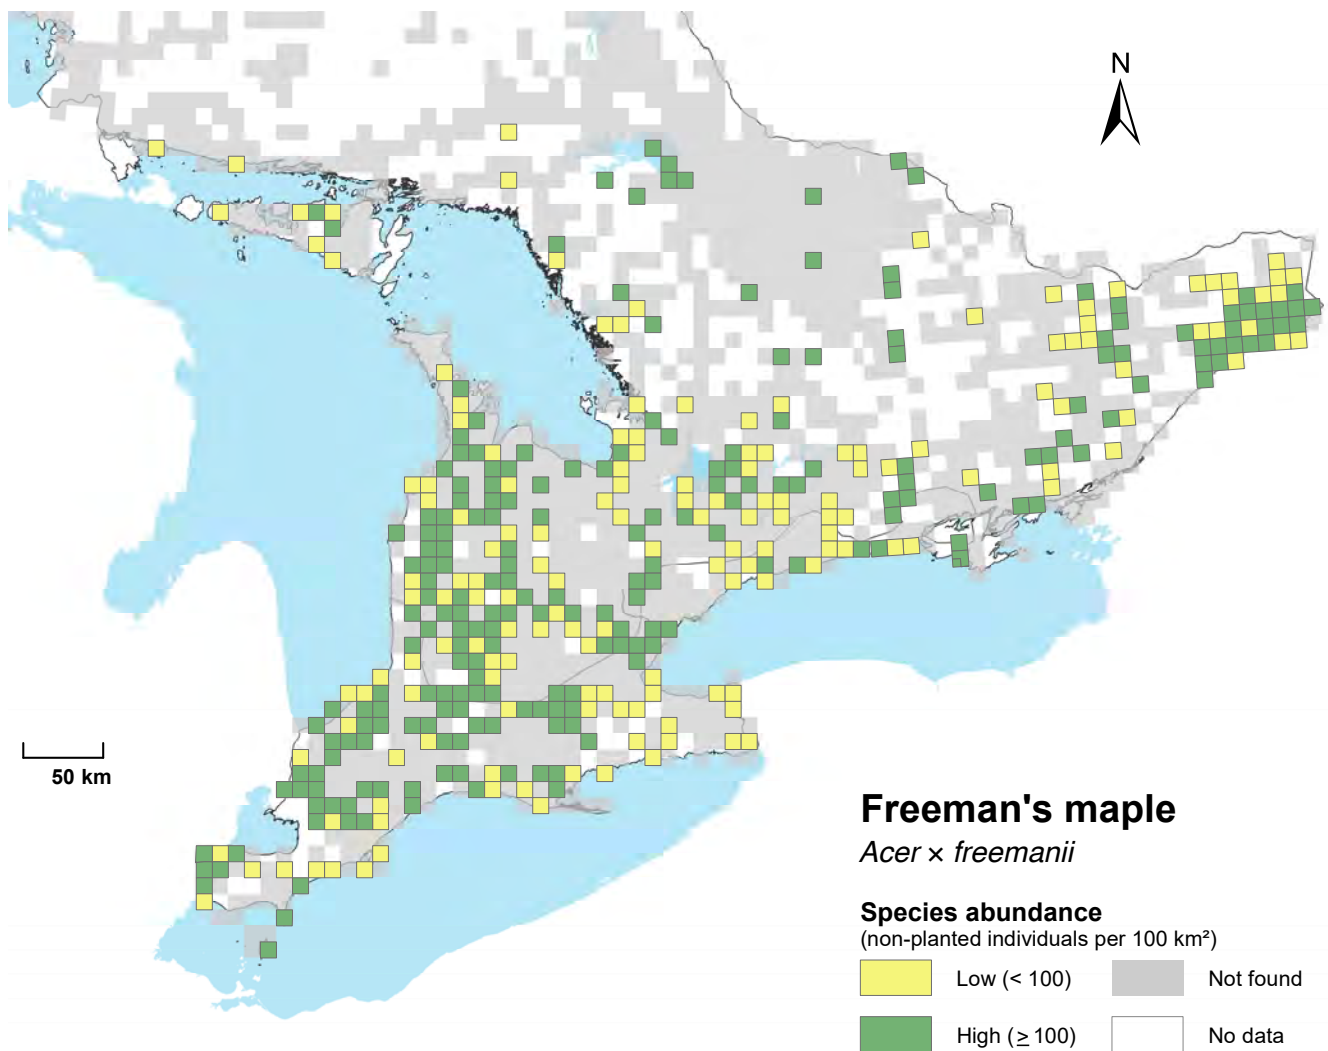 N
50 km
Freeman's maple
Acer × freemanii
Species abundance
(non-planted individuals per 100 km²)
Low (< 100)
Not found
High (≥ 100)
No data